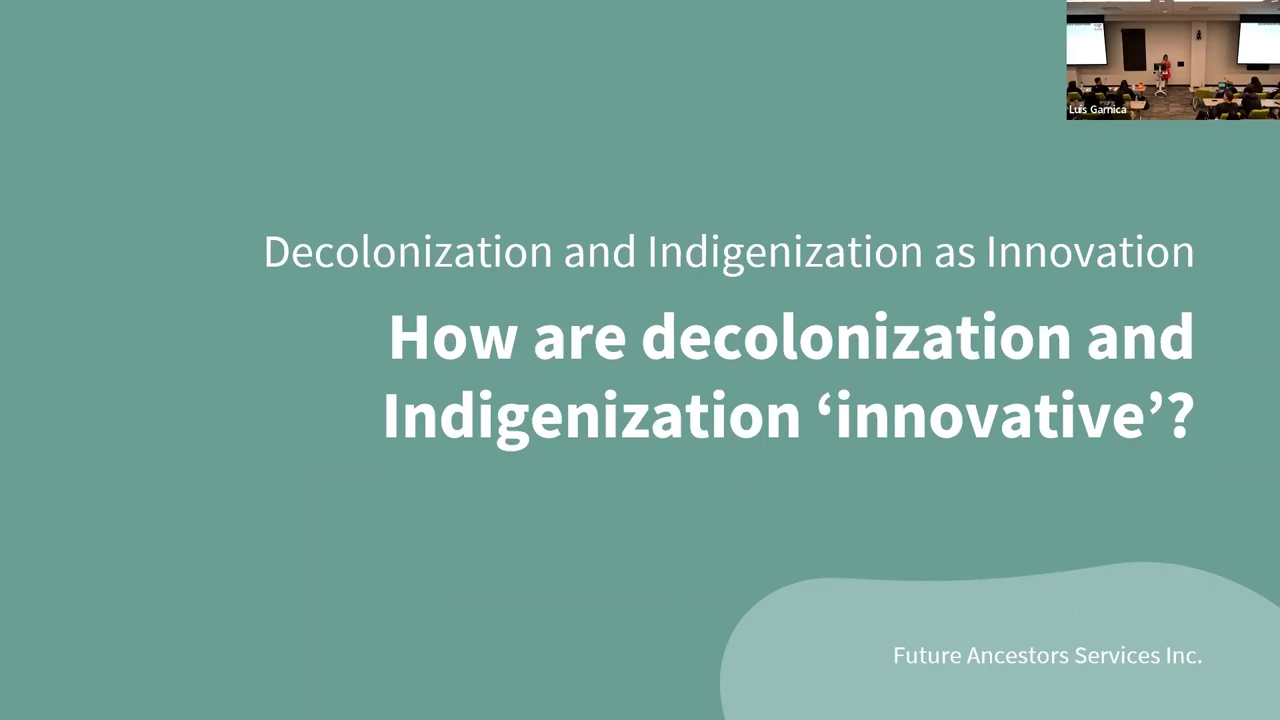 Luis Garnica
Decolonization and Indigenization as Innovation
How are decolonization and
Indigenization ‘innovative’?
Future Ancestors Services Inc.